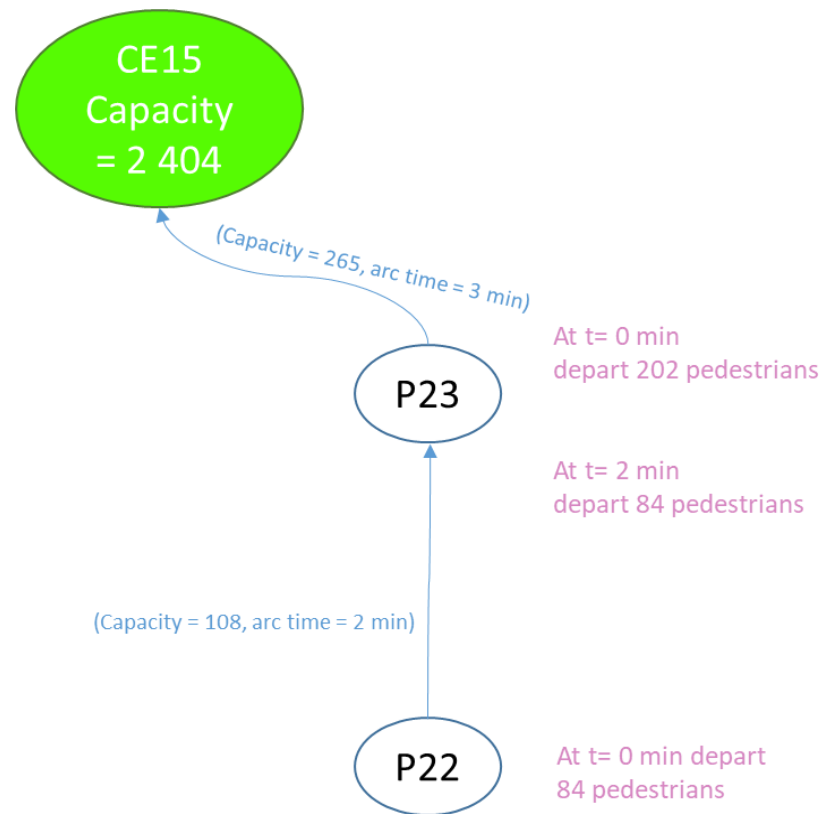 CE15
Capacity
= 2 404
(Capacity = 265, arc time = 3 min)
At t= 0 min
depart 202 pedestrians
P23
At t= 2 min
depart 84 pedestrians
(Capacity = 108, arc time = 2 min)
P22
At t= 0 min depart
84 pedestrians